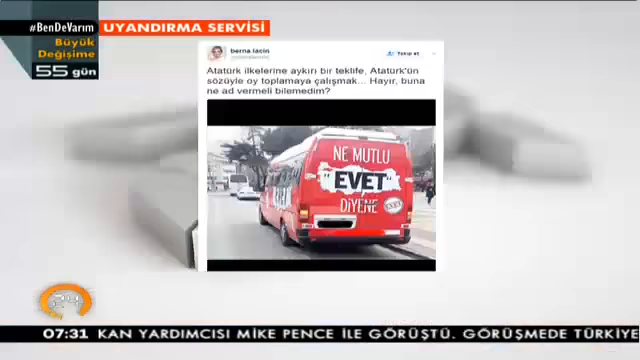 #BenDeVarım
UYANDIRMA SERVİSİ
Büyük
Değişime
55 gün
berna laçin
Takip et
Atatürk ilkelerine aykırı bir teklife, Atatürk'ün
sözüyle oy toplamaya çalışmak... Hayır, buna
ne ad vermeli bilemedim?
NE MUTLU
"EVET"
DİYENE
EVET
24
07:31 KAN YARDIMCISI MIKE PENCE İLE GÖRÜŞTÜ. GÖRÜŞMEDE TÜRKİYE